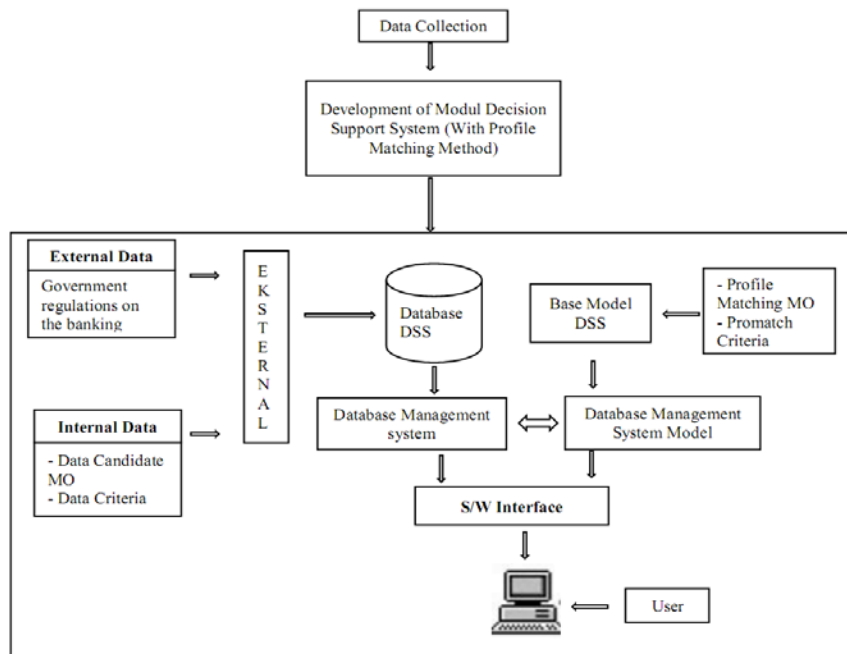 Data Collection
Development of Modul Decision
Support System (With Profile
Matching Method)
External Data
Government
regulations on
the banking
Internal Data
- Data Candidate
MO
- Data Criteria
E
K
S
T
E
R
N
A
L
Database
DSS
Base Model
DSS
- Profile
Matching MO
- Promatch
Criteria
Database Management
system
Database Management
System Model
S/W Interface
User